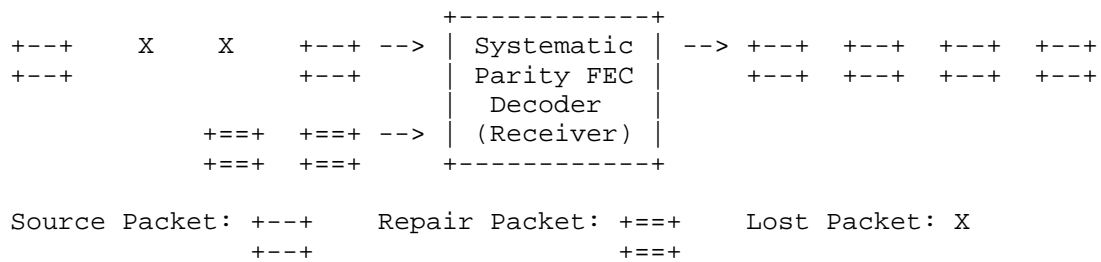 +------------+
+--+    X    X    +--+ -->  | Systematic | --> +--+  +--+  +--+  +--+
+--+              +--+      | Parity FEC |     +--+  +--+  +--+  +--+
                            |  Decoder   |
            +==+  +==+ -->  | (Receiver) |
            +==+  +==+      +------------+
Source Packet: +--+    Repair Packet: +==+    Lost Packet: X
               +--+                   +==+